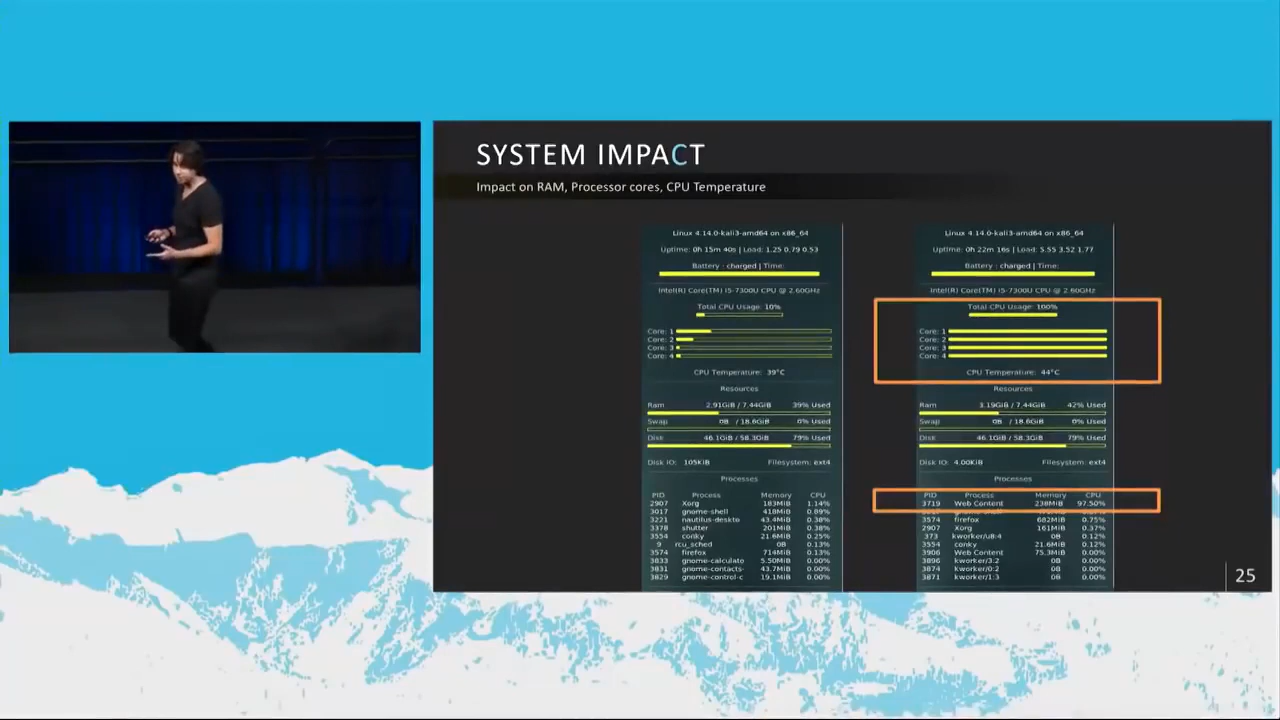 SYSTEM IMPACT
Impact on RAM, Processor cores, CPU Temperature
Linux 4.14.0-kali3-amd64 on x86_64
Uptime: 0h 15m 40s | Load: 1.25 0.79 0.53
Battery : charged | Time:
Intel(R) Core(TM) i5-7300U CPU @ 2.60GHz
Total CPU Usage: 10%
Core: 1
Core: 2
Core: 3
Core: 4
CPU Temperature: 39°C
Resources
Ram 2.91GiB / 7.44GiB 39% Used
Swap 0B / 18.6GiB 0% Used
Disk 46.1GiB / 58.3GiB 79% Used
Disk IO: 105KiB Filesystem: ext4
Processes
PID Process Memory CPU
2907 Xorg 183MiB 1.14%
3017 gnome-shell 418MiB 0.89%
3221 nautilus-deskto 43.4MiB 0.38%
3378 shutter 201MiB 0.38%
3554 conky 21.6MiB 0.25%
9 rcu_sched 0B 0.13%
3574 firefox 714MiB 0.13%
3833 gnome-calculato 5.50MiB 0.00%
3831 gnome-contacts- 43.7MiB 0.00%
3829 gnome-control-c 19.1MiB 0.00%
Linux 4.14.0-kali3-amd64 on x86_64
Uptime: 0h 22m 16s | Load: 5.55 3.52 1.77
Battery : charged | Time:
Intel(R) Core(TM) i5-7300U CPU @ 2.60GHz
Total CPU Usage: 100%
Core: 1
Core: 2
Core: 3
Core: 4
CPU Temperature: 44°C
Resources
Ram 3.19GiB / 7.44GiB 42% Used
Swap 0B / 18.6GiB 0% Used
Disk 46.1GiB / 58.3GiB 79% Used
Disk IO: 4.00KiB Filesystem: ext4
Processes
PID Process Memory CPU
3719 Web Content 238MiB 97.50%
3574 firefox 682MiB 0.75%
2907 Xorg 161MiB 0.37%
373 kworker/u8:4 0B 0.12%
3554 conky 21.6MiB 0.12%
3906 Web Content 75.3MiB 0.00%
3896 kworker/3:2 0B 0.00%
3874 kworker/0:2 0B 0.00%
3871 kworker/1:3 0B 0.00%
25